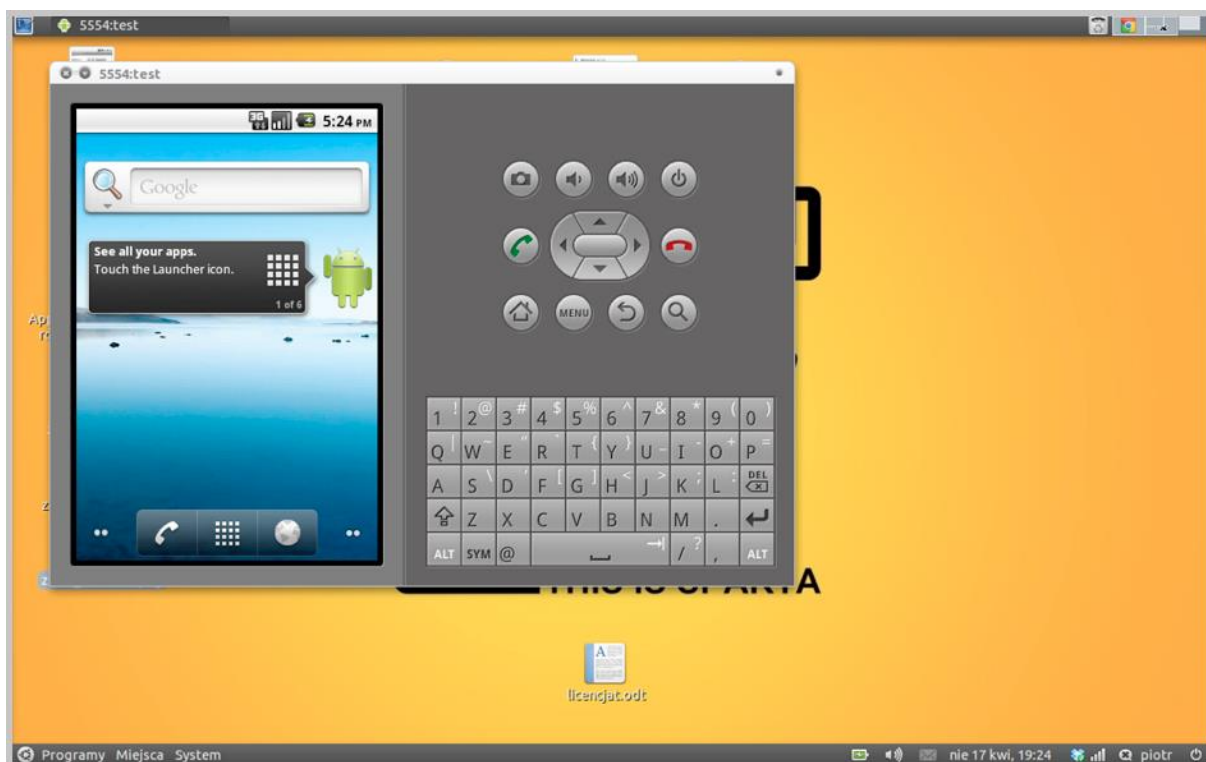 5554:test
5554:test
5:24 PM
Google
See all your apps.
Touch the Launcher icon.
1 of 6
MENU
1 ! 2 @ 3 # 4 $ 5 % 6 ^ 7 & 8 * 9 ( 0 )
Q | W ~ E " R ` T { Y } U _ I - O + P =
A S \ D ' F [ G ] H < J > K ; L : DEL
Z X C V B N M .
ALT SYM @ / ? , ALT
THIS IS SPARTA
licencjat.odt
Programy Miejsca System nie 17 kwi, 19:24 piotr